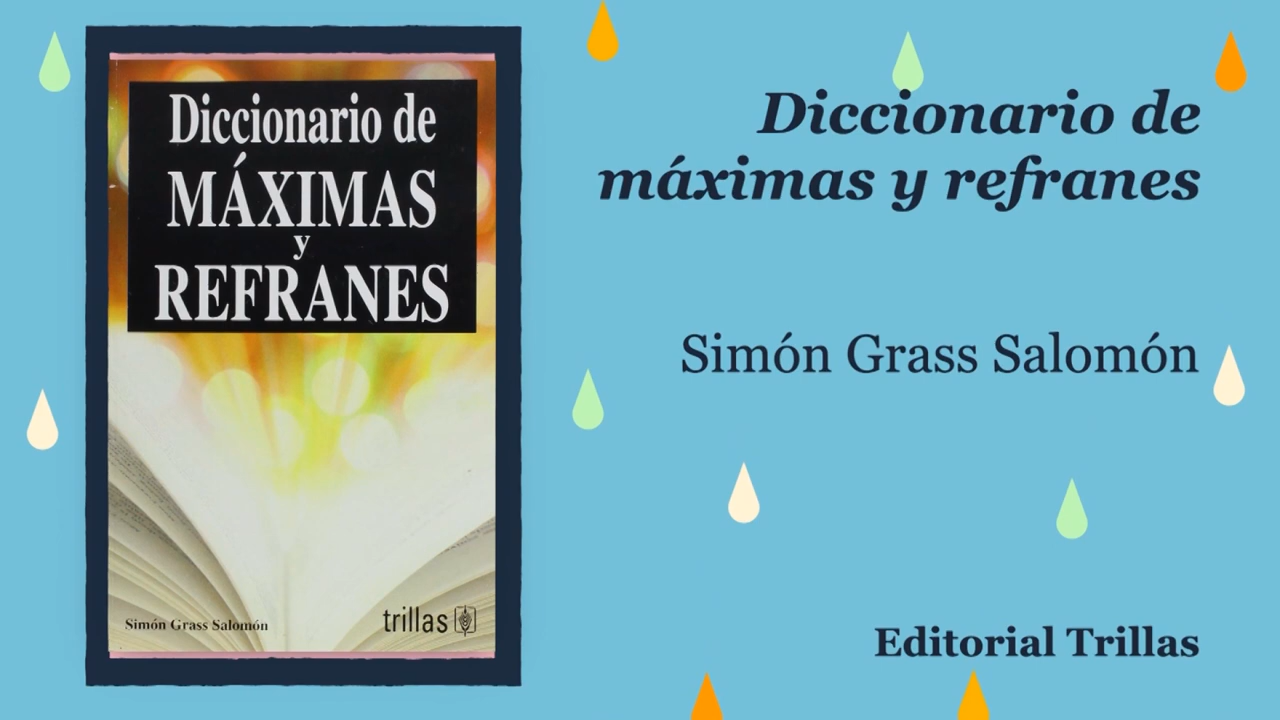 Diccionario de
MÁXIMAS
y
REFRANES
Simón Grass Salomón
trillas
Diccionario de
máximas y refranes
Simón Grass Salomón
Editorial Trillas